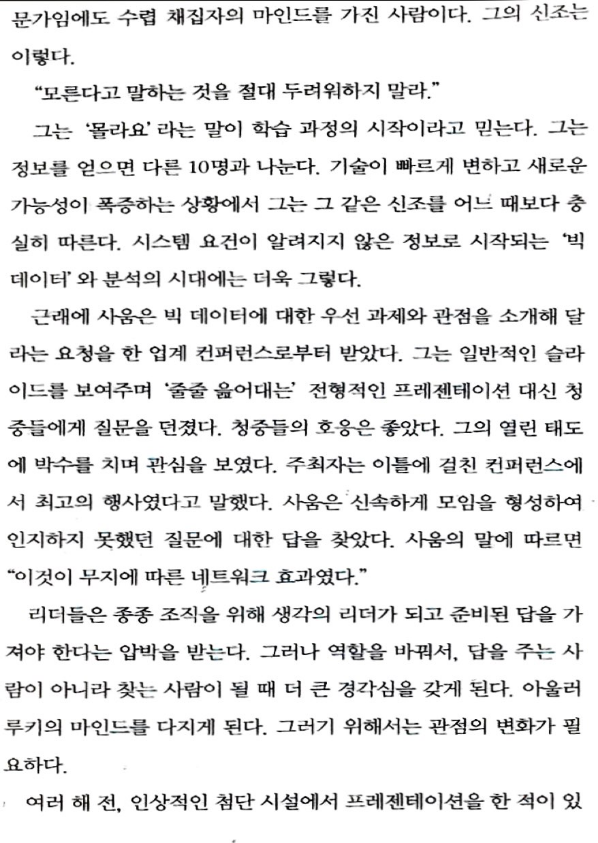 문가임에도 수렵 채집자의 마인드를 가진 사람이다. 그의 신조는
이렇다.
“모른다고 말하는 것을 절대 두려워하지 말라.”
그는 ‘몰라요’라는 말이 학습 과정의 시작이라고 믿는다. 그는
정보를 얻으면 다른 10명과 나눈다. 기술이 빠르게 변하고 새로운
가능성이 폭증하는 상황에서 그는 그 같은 신조를 어느 때보다 충
실히 따른다. 시스템 요건이 알려지지 않은 정보로 시작되는 ‘빅
데이터’와 분석의 시대에는 더욱 그렇다.
근래에 사움은 빅 데이터에 대한 우선 과제와 관점을 소개해 달
라는 요청을 한 업계 컨퍼런스로부터 받았다. 그는 일반적인 슬라
이드를 보여주며 ‘줄줄 읊어대는’ 전형적인 프레젠테이션 대신 청
중들에게 질문을 던졌다. 청중들의 호응은 좋았다. 그의 열린 태도
에 박수를 치며 관심을 보였다. 주최자는 이틀에 걸친 컨퍼런스에
서 최고의 행사였다고 말했다. 사움은 신속하게 모임을 형성하여
인지하지 못했던 질문에 대한 답을 찾았다. 사움의 말에 따르면
“이것이 무지에 따른 네트워크 효과였다.”
리더들은 종종 조직을 위해 생각의 리더가 되고 준비된 답을 가
져야 한다는 압박을 받는다. 그러나 역할을 바꿔서, 답을 주는 사
람이 아니라 찾는 사람이 될 때 더 큰 경각심을 갖게 된다. 아울러
루키의 마인드를 다지게 된다. 그러기 위해서는 관점의 변화가 필
요하다.
여러 해 전, 인상적인 첨단 시설에서 프레젠테이션을 한 적이 있